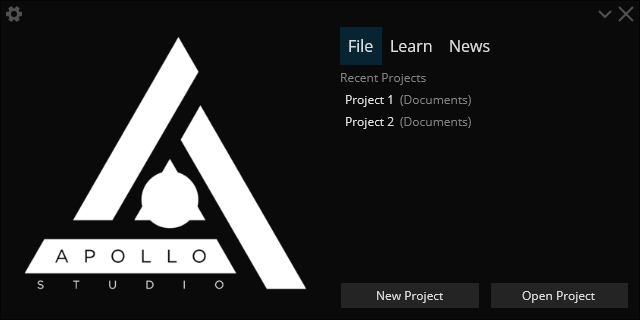 File Learn News
Recent Projects
Project 1 (Documents)
Project 2 (Documents)
APOLLO
STUDIO
New Project Open Project